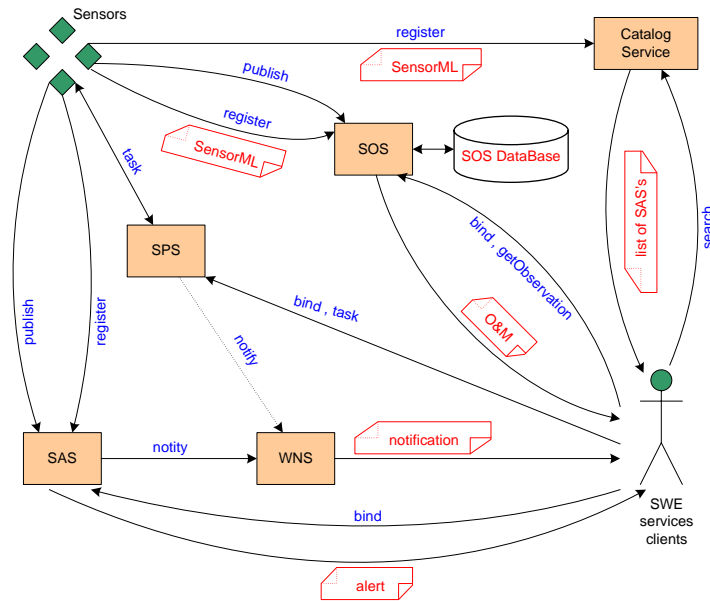 Sensors
register
Catalog
Service
SensorML
publish
register
SensorML
SOS
SOS DataBase
task
list of SAS's
search
SPS
bind , getObservation
bind , task
O&M
publish
register
notify
SAS
notity
WNS
notification
bind
SWE
services
clients
alert